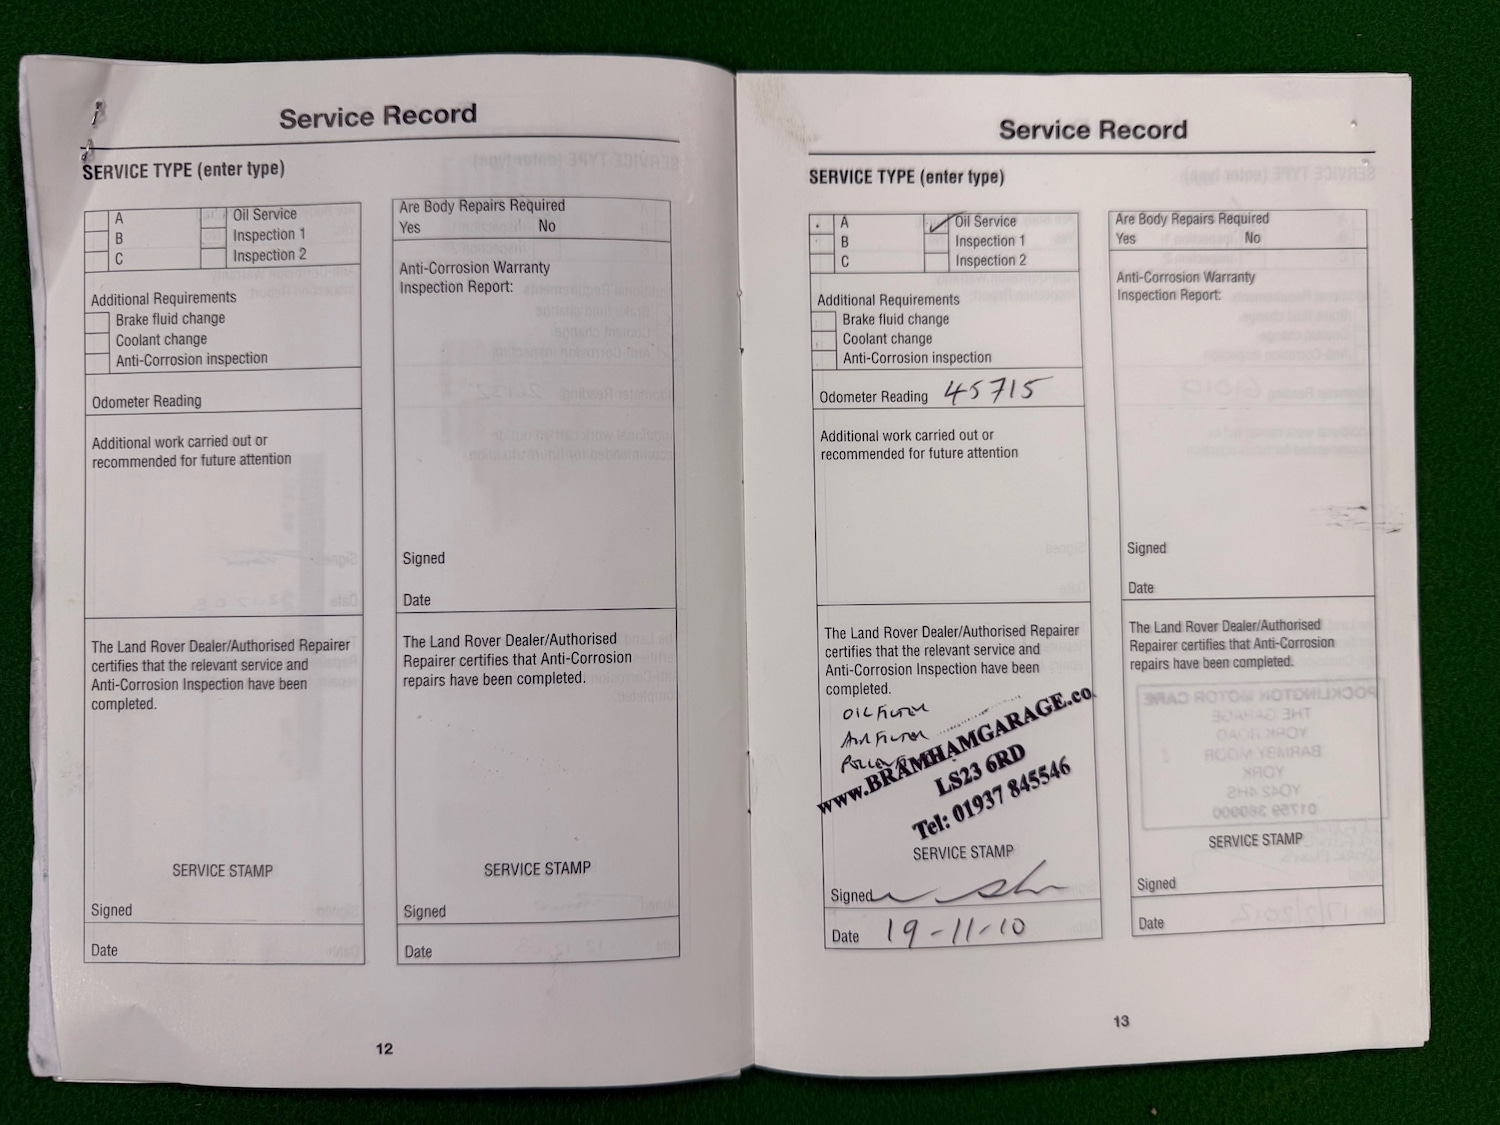 Service Record
SERVICE TYPE (enter type)
A
B
C
Oil Service
Inspection 1
Inspection 2
Additional Requirements
Brake fluid change
Coolant change
Anti-Corrosion inspection
Odometer Reading
Additional work carried out or
recommended for future attention
The Land Rover Dealer/Authorised Repairer
certifies that the relevant service and
Anti-Corrosion Inspection have been
completed.
SERVICE STAMP
Signed
Date
Are Body Repairs Required
Yes No
Anti-Corrosion Warranty
Inspection Report:
Signed
Date
The Land Rover Dealer/Authorised
Repairer certifies that Anti-Corrosion
repairs have been completed.
SERVICE STAMP
Signed
Date
12
Service Record
SERVICE TYPE (enter type)
A
B
C
Oil Service
Inspection 1
Inspection 2
Additional Requirements
Brake fluid change
Coolant change
Anti-Corrosion inspection
Odometer Reading 45715
Additional work carried out or
recommended for future attention
The Land Rover Dealer/Authorised Repairer
certifies that the relevant service and
Anti-Corrosion Inspection have been
completed.
OIL FILTER
AIR FILTER
www.BRAMHAMGARAGE.co
LS23 6RD
Tel: 01937 845546
SERVICE STAMP
Signed
Date 19-11-10
Are Body Repairs Required
Yes No
Anti-Corrosion Warranty
Inspection Report:
Signed
Date
The Land Rover Dealer/Authorised
Repairer certifies that Anti-Corrosion
repairs have been completed.
SERVICE STAMP
Signed
Date
13